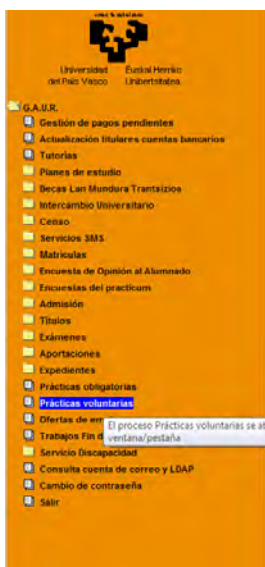 Universidad Euskal Herriko
del País Vasco Unibertsitatea
G.A.U.R.
Gestión de pagos pendientes
Actualización titulares cuentas bancarios
Tutorías
Planes de estudio
Becas Lan Mundura Trantsizios
Intercambio Universitario
Censo
Servicios SMS
Matrículas
Encuesta de Opinión al Alumnado
Encuestas del practicum
Admisión
Títulos
Exámenes
Aportaciones
Expedientes
Prácticas obligatorias
Prácticas voluntarias
Ofertas de em
El proceso Prácticas voluntarias se ab
Trabajos Fin d
ventana/pestaña
Servicio Discapacidad
Consulta cuenta de correo y LDAP
Cambio de contraseña
Salir